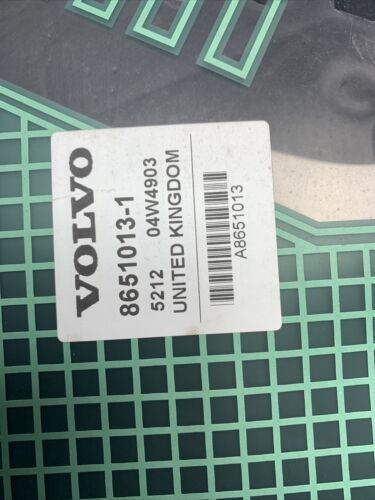 VOLVO
8651013-1
5212 04W4903
UNITED KINGDOM
A8651013